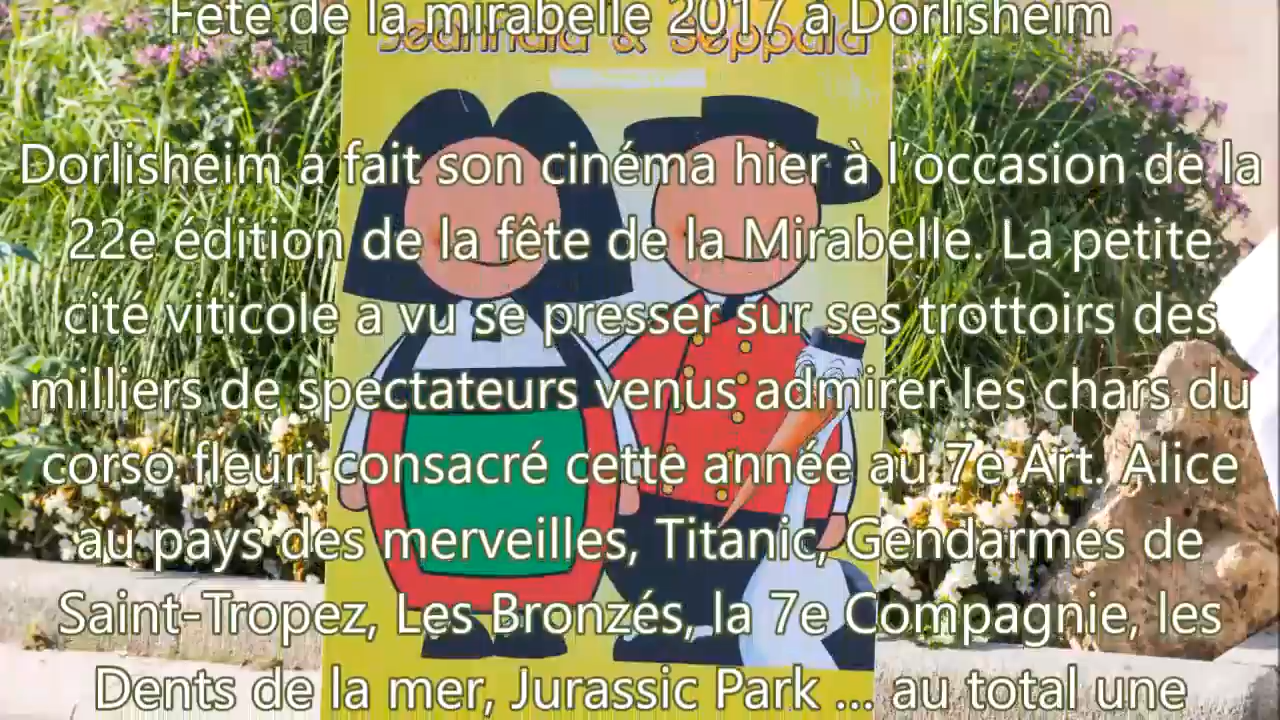 Fête de la mirabelle 2017 à Dorlisheim
Jeannala & Seppala
Dorlisheim a fait son cinéma hier à l'occasion de la
22e édition de la fête de la Mirabelle. La petite
cité viticole a vu se presser sur ses trottoirs des
milliers de spectateurs venus admirer les chars du
corso fleuri consacré cette année au 7e Art. Alice
au pays des merveilles, Titanic, Gendarmes de
Saint-Tropez, Les Bronzés, la 7e Compagnie, les
Dents de la mer, Jurassic Park ... au total une